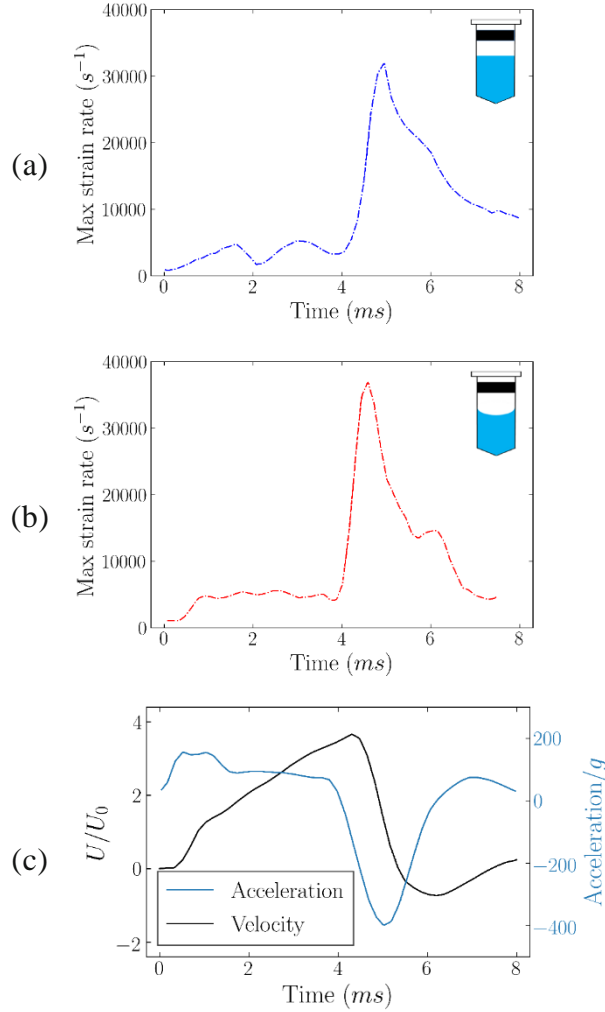 (a)
Max strain rate (s⁻¹)
40000
30000
20000
10000
0
0 2 4 6 8
Time (ms)
(b)
Max strain rate (s⁻¹)
40000
30000
20000
10000
0
0 2 4 6 8
Time (ms)
(c)
U/U₀
4
2
0
−2
Acceleration
Velocity
200
0
−200
−400
Acceleration/g
0 2 4 6 8
Time (ms)